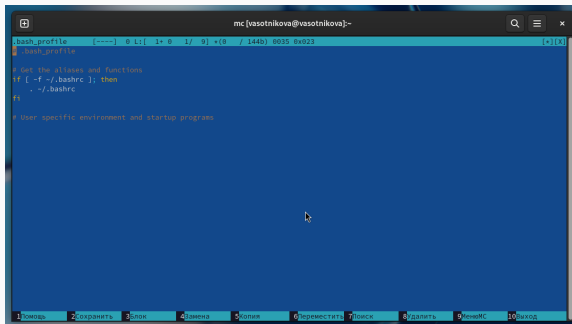 mc [vasotnikova@vasotnikova]:~
.bash_profile [----] 0 L:[ 1+ 0 1/ 9] *(0 / 144b) 0035 0x023 [*][X]
# .bash_profile
# Get the aliases and functions
if [ -f ~/.bashrc ]; then
. ~/.bashrc
fi
# User specific environment and startup programs
1Помощь 2Сохранить 3Блок 4Замена 5Копия 6Переместить 7Поиск 8Удалить 9МенюMC 10Выход